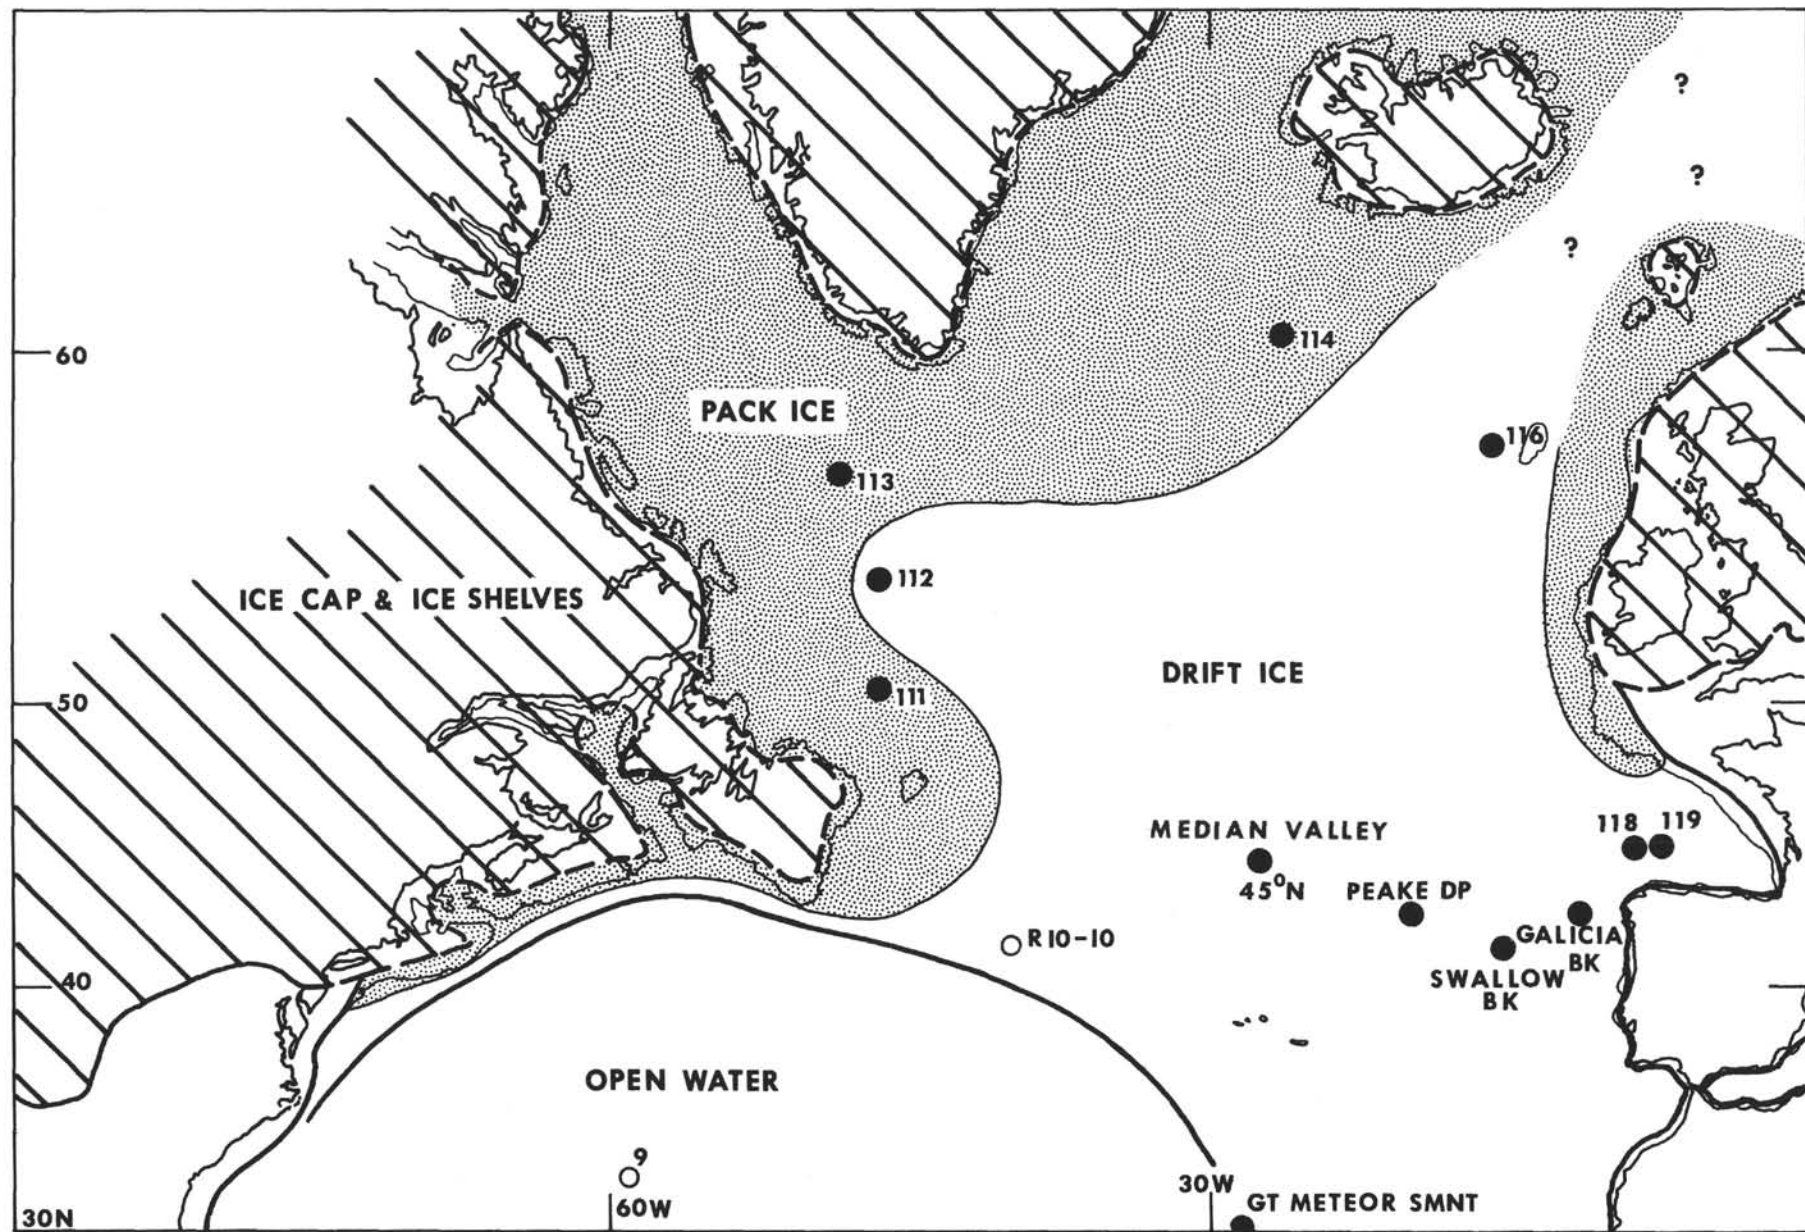 ?
?
?
60
114
PACK ICE
116
113
112
ICE CAP & ICE SHELVES
DRIFT ICE
50
111
118 119
MEDIAN VALLEY
45°N
PEAKE DP
R10-10
GALICIA
BK
SWALLOW
BK
40
OPEN WATER
9
30N
60W
30W
GT METEOR SMNT